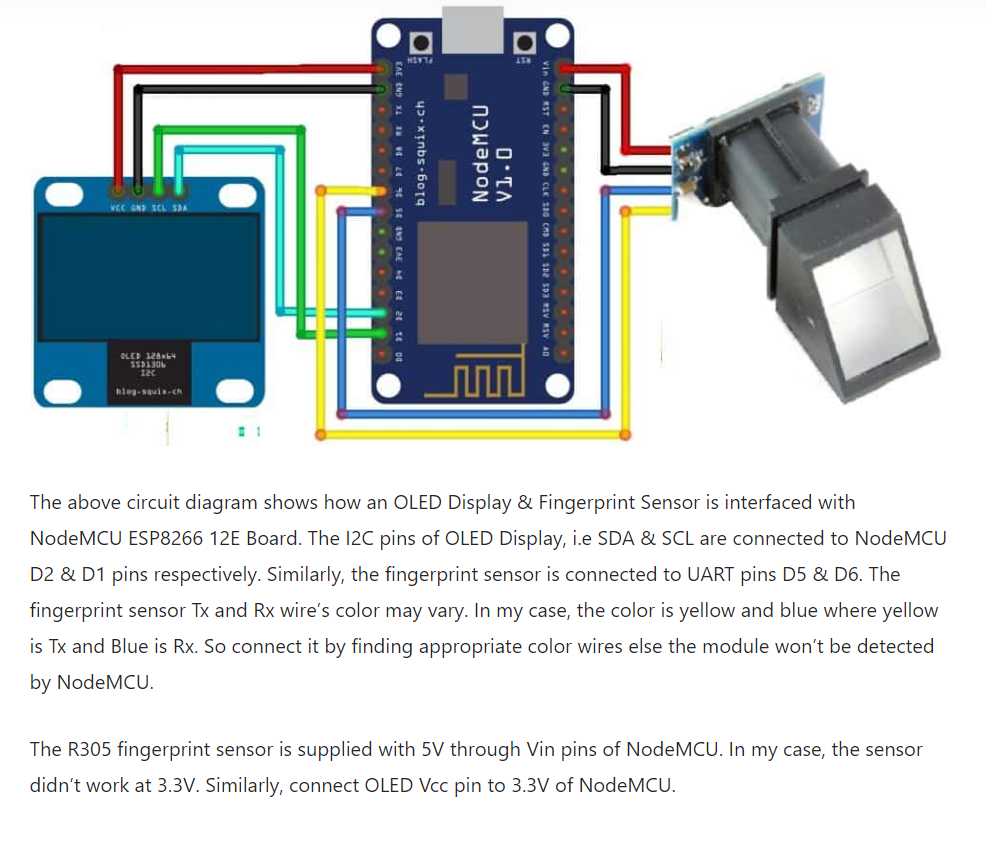 FLASH
RST
3V3
GND
TX
RX
D8
D7
D6
D5
GND
3V3
D4
D3
D2
D1
D0
blog.squix.ch
NodeMCU
V1.0
Vin
GND
RST
EN
3V3
GND
CLK
SD0
CMD
SD1
SD2
SD3
RSV
RSV
A0
VCC GND SCL SDA
OLED 128x64
SSD1306
I2C
blog.squix.ch
The above circuit diagram shows how an OLED Display & Fingerprint Sensor is interfaced with
NodeMCU ESP8266 12E Board. The I2C pins of OLED Display, i.e SDA & SCL are connected to NodeMCU
D2 & D1 pins respectively. Similarly, the fingerprint sensor is connected to UART pins D5 & D6. The
fingerprint sensor Tx and Rx wire’s color may vary. In my case, the color is yellow and blue where yellow
is Tx and Blue is Rx. So connect it by finding appropriate color wires else the module won’t be detected
by NodeMCU.
The R305 fingerprint sensor is supplied with 5V through Vin pins of NodeMCU. In my case, the sensor
didn’t work at 3.3V. Similarly, connect OLED Vcc pin to 3.3V of NodeMCU.